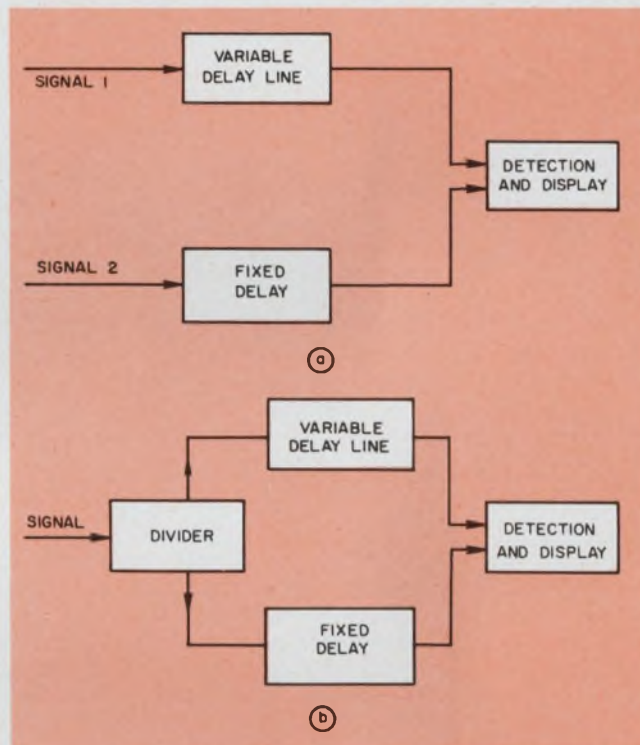 VARIABLE
DELAY LINE
SIGNAL 1
DETECTION
AND DISPLAY
SIGNAL 2
FIXED
DELAY
a
VARIABLE
DELAY LINE
SIGNAL
DIVIDER
DETECTION
AND DISPLAY
FIXED
DELAY
b